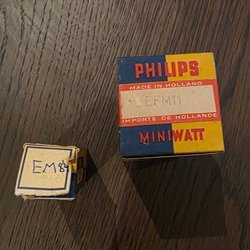 PHILIPS
MADE IN HOLLAND
EFM11
IMPORTÉ DE HOLLANDE
MINIWATT
EM84